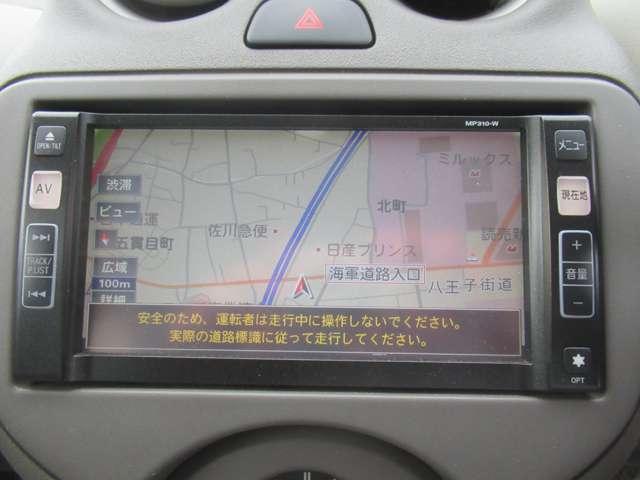 MP310-W
OPEN/TILT
AV
TRACK/
P.LIST
メニュー
現在地
+
音量
−
OPT
渋滞
ビュー
広域
100m
詳細
ミルックス
北町
佐川急便
五貫目町
日産プリンス
読売新
海軍道路入口
八王子街道
安全のため、運転者は走行中に操作しないでください。
実際の道路標識に従って走行してください。